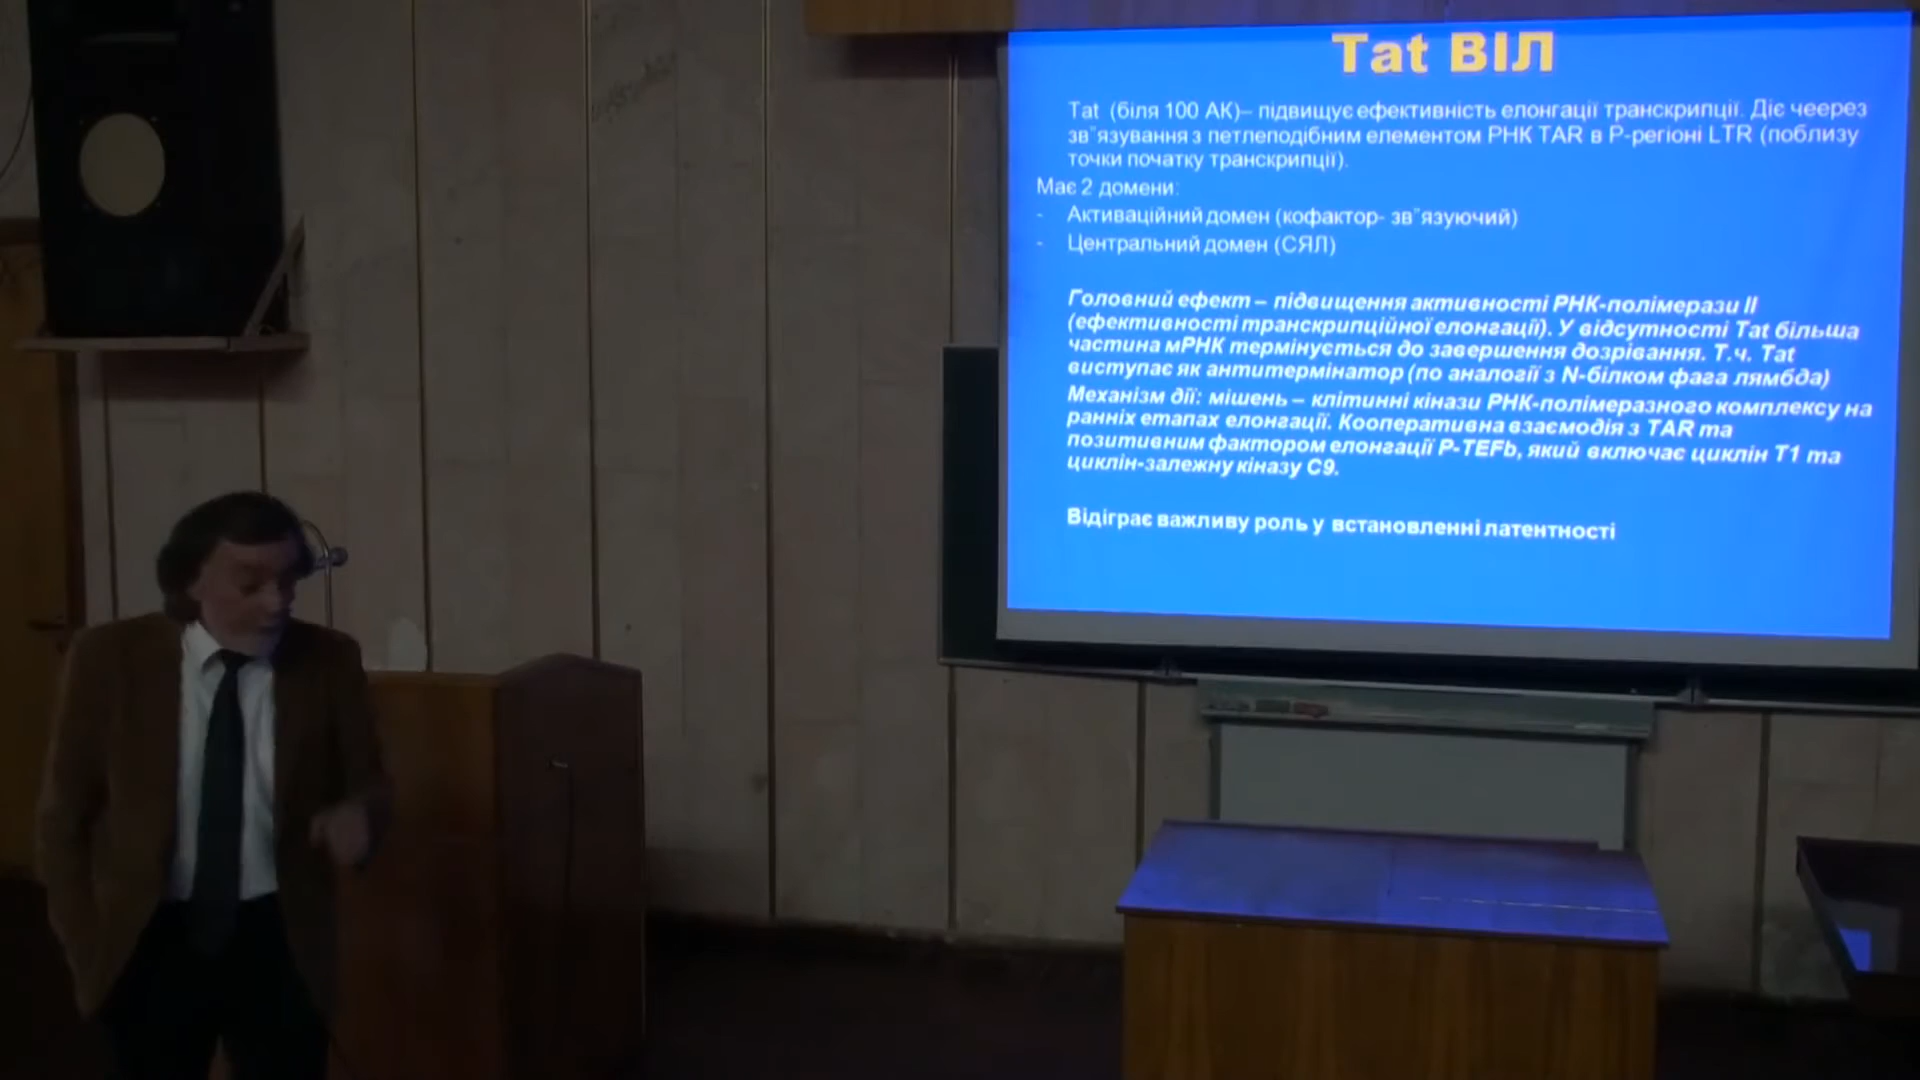 Tat ВІЛ
Tat (біля 100 АК)– підвищує ефективність елонгації транскрипції. Діє чеерез
зв"язування з петлеподібним елементом РНК TAR в Р-регіоні LTR (поблизу
точки початку транскрипції).
Має 2 домени:
- Активаційний домен (кофактор- зв"язуючий)
- Центральний домен (СЯЛ)
Головний ефект – підвищення активності РНК-полімерази II
(ефективності транскрипційної елонгації). У відсутності Tat більша
частина мРНК термінується до завершення дозрівання. Т.ч. Tat
виступає як антитермінатор (по аналогії з N-білком фага лямбда)
Механізм дії: мішень – клітинні кінази РНК-полімеразного комплексу на
ранніх етапах елонгації. Кооперативна взаємодія з TAR та
позитивним фактором елонгації P-TEFb, який включає циклін Т1 та
циклін-залежну кіназу С9.
Відіграє важливу роль у встановленні латентності